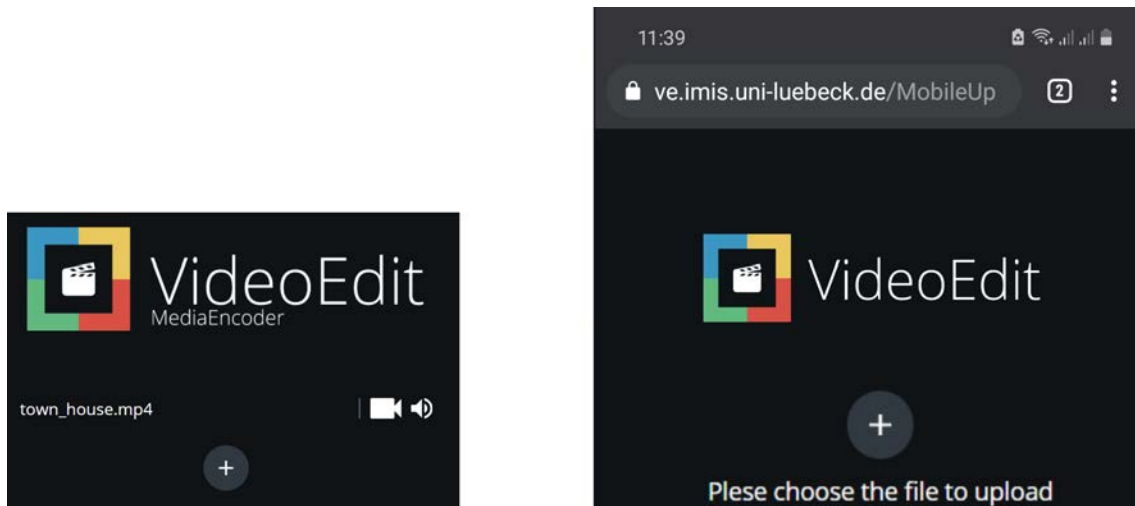 VideoEdit
MediaEncoder
town_house.mp4
+
11:39
ve.imis.uni-luebeck.de/MobileUp
2
VideoEdit
+
Plese choose the file to upload